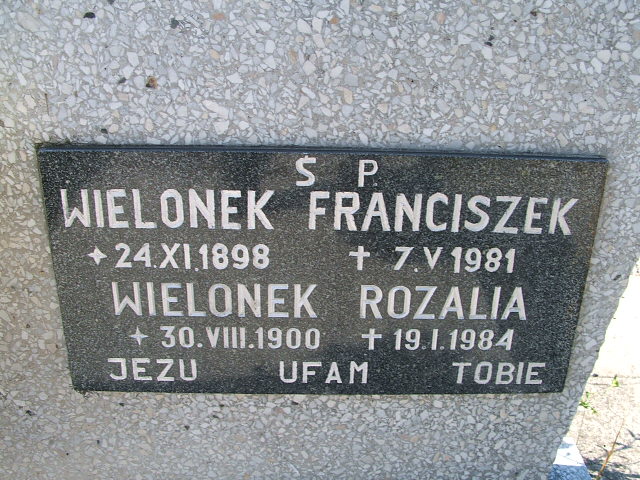 Ś P.
WIELONEK FRANCISZEK
✦ 24.XI.1898 ✝ 7.V 1981
WIELONEK ROZALIA
✦ 30.VIII.1900 ✝ 19.I.1984
JEZU UFAM TOBIE